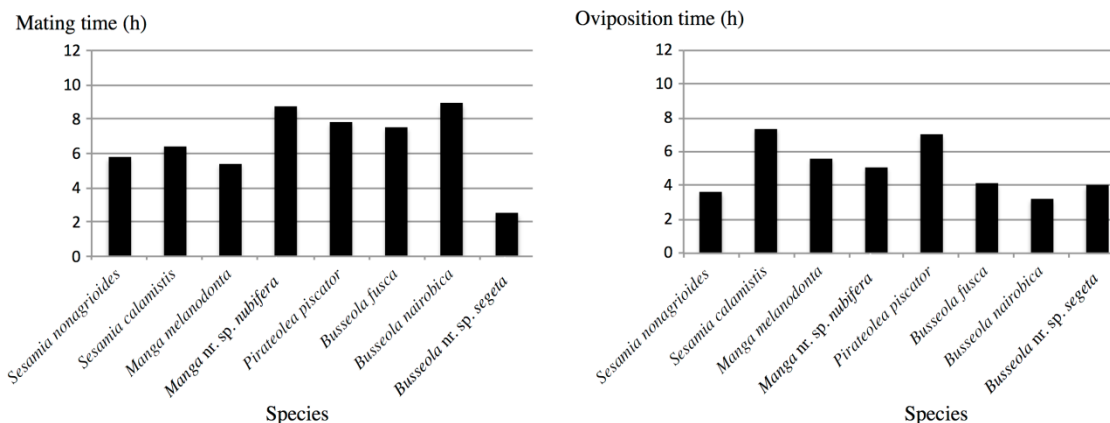 Mating time (h)
12
10
8
6
4
2
0
Sesamia nonagrioides
Sesamia calamistis
Manga melanodonta
Manga nr. sp. nubifera
Pirateolea piscator
Busseola fusca
Busseola nairobica
Busseola nr. sp. segeta
Species
Oviposition time (h)
12
10
8
6
4
2
0
Sesamia nonagrioides
Sesamia calamistis
Manga melanodonta
Manga nr. sp. nubifera
Pirateolea piscator
Busseola fusca
Busseola nairobica
Busseola nr. sp. segeta
Species